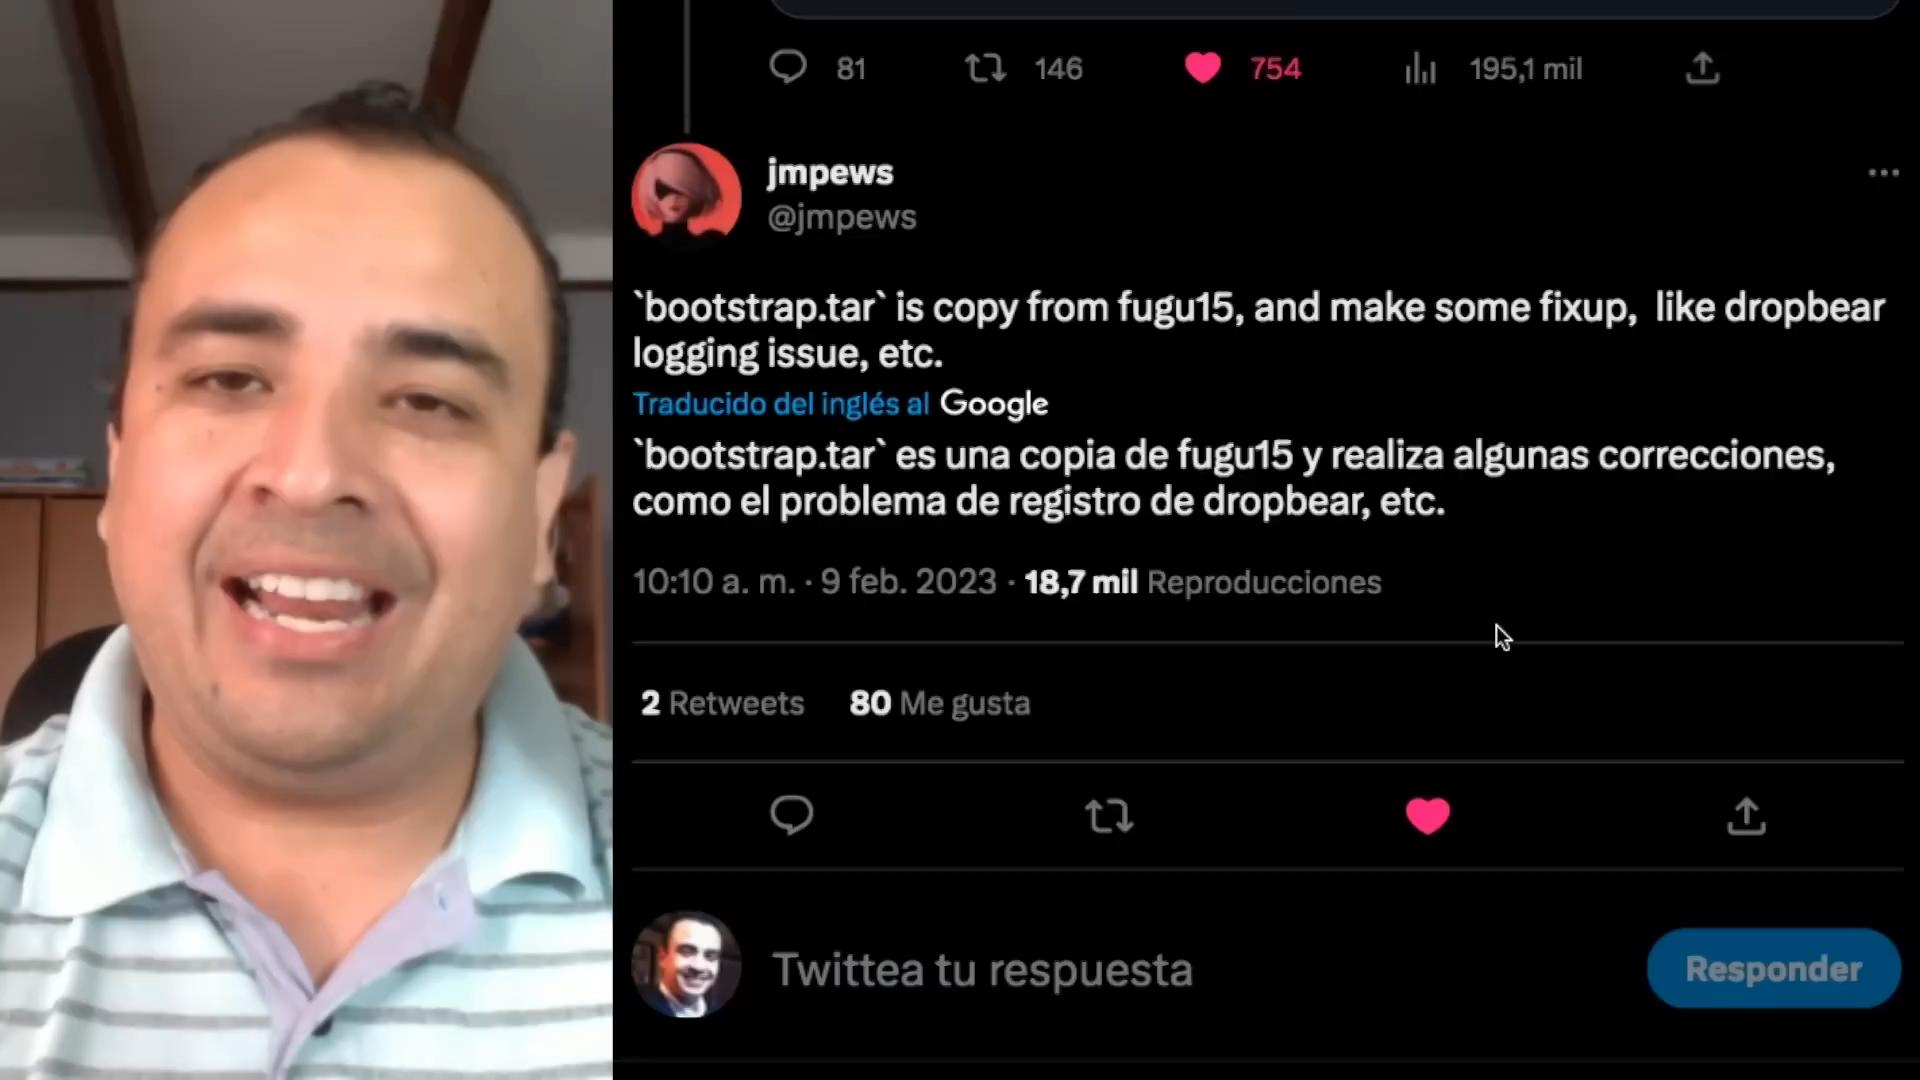 81 146 754 195,1 mil
jmpews
@jmpews
`bootstrap.tar` is copy from fugu15, and make some fixup, like dropbear
logging issue, etc.
Traducido del inglés al Google
`bootstrap.tar` es una copia de fugu15 y realiza algunas correcciones,
como el problema de registro de dropbear, etc.
10:10 a. m. · 9 feb. 2023 · 18,7 mil Reproducciones
2 Retweets 80 Me gusta
Twittea tu respuesta
Responder